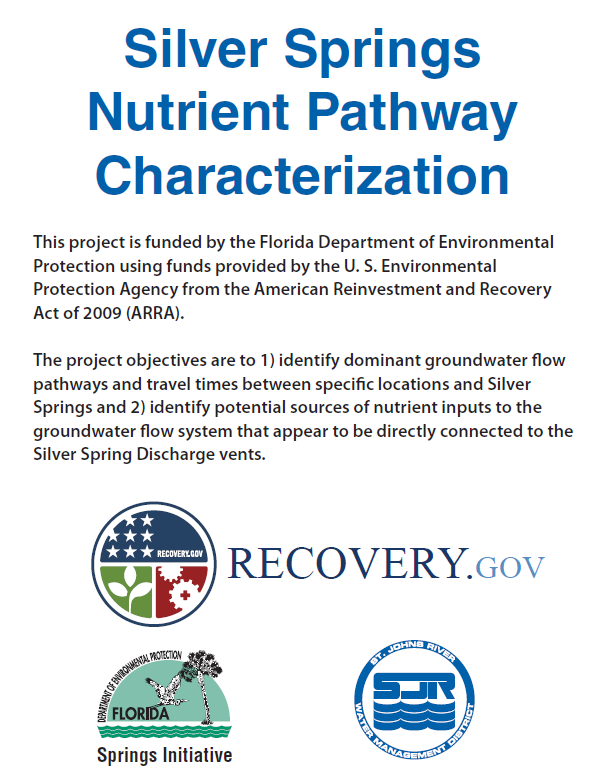 Silver Springs
Nutrient Pathway
Characterization
This project is funded by the Florida Department of Environmental
Protection using funds provided by the U. S. Environmental
Protection Agency from the American Reinvestment and Recovery
Act of 2009 (ARRA).
The project objectives are to 1) identify dominant groundwater flow
pathways and travel times between specific locations and Silver
Springs and 2) identify potential sources of nutrient inputs to the
groundwater flow system that appear to be directly connected to the
Silver Spring Discharge vents.
RECOVERY.GOV
RECOVERY.GOV
DEPARTMENT OF ENVIRONMENTAL PROTECTION
FLORIDA
Springs Initiative
ST. JOHNS RIVER
SJR
WATER MANAGEMENT DISTRICT